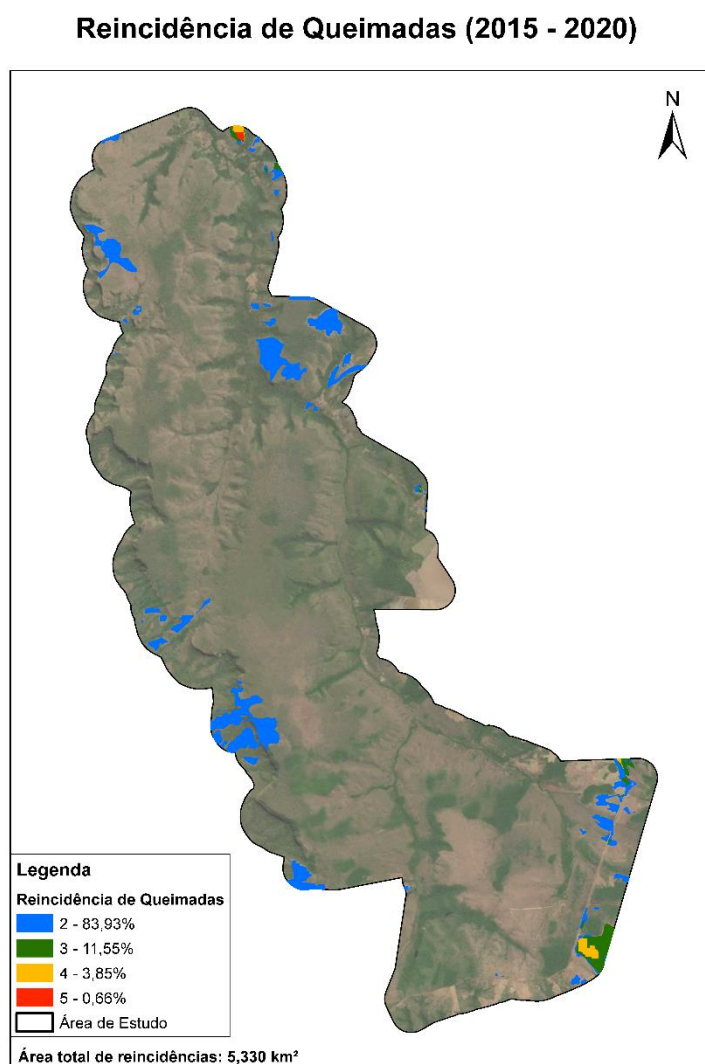 Reincidência de Queimadas (2015 - 2020)
N
Legenda
Reincidência de Queimadas
2 - 83,93%
3 - 11,55%
4 - 3,85%
5 - 0,66%
Área de Estudo
Área total de reincidências: 5,330 km²